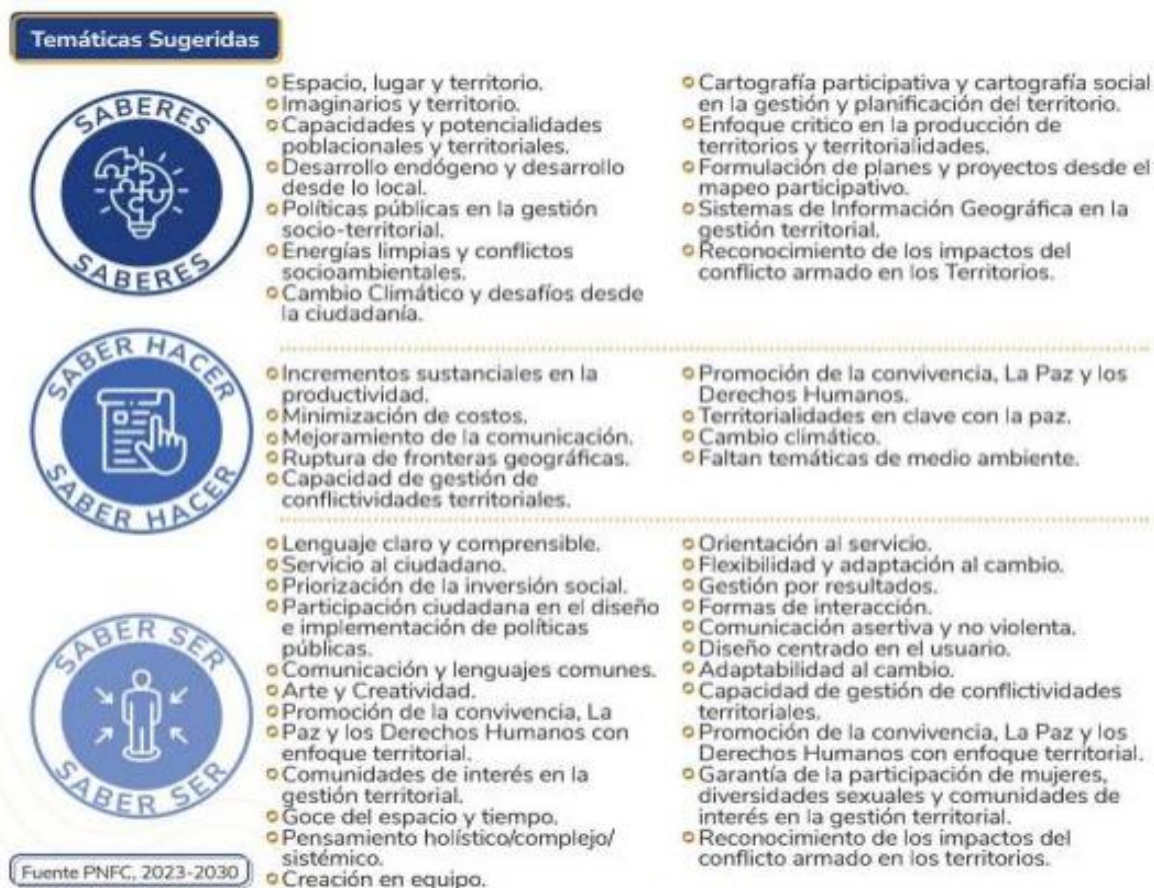 Temáticas Sugeridas
SABERES
SABERES
Espacio, lugar y territorio.
Imaginarios y territorio.
Capacidades y potencialidades
poblacionales y territoriales.
Desarrollo endógeno y desarrollo
desde lo local.
Políticas públicas en la gestión
socio-territorial.
Energías limpias y conflictos
socioambientales.
Cambio Climático y desafíos desde
la ciudadanía.
Cartografía participativa y cartografía social
en la gestión y planificación del territorio.
Enfoque critico en la producción de
territorios y territorialidades.
Formulación de planes y proyectos desde el
mapeo participativo.
Sistemas de Información Geográfica en la
gestión territorial.
Reconocimiento de los impactos del
conflicto armado en los Territorios.
SABER HACER
SABER HACER
Incrementos sustanciales en la
productividad.
Minimización de costos.
Mejoramiento de la comunicación.
Ruptura de fronteras geográficas.
Capacidad de gestión de
conflictividades territoriales.
Promoción de la convivencia, La Paz y los
Derechos Humanos.
Territorialidades en clave con la paz.
Cambio climático.
Faltan temáticas de medio ambiente.
SABER SER
SABER SER
Lenguaje claro y comprensible.
Servicio al ciudadano.
Priorización de la inversión social.
Participación ciudadana en el diseño
e implementación de políticas
públicas.
Comunicación y lenguajes comunes.
Arte y Creatividad.
Promoción de la convivencia, La
Paz y los Derechos Humanos con
enfoque territorial.
Comunidades de interés en la
gestión territorial.
Goce del espacio y tiempo.
Pensamiento holístico/complejo/
sistémico.
Creación en equipo.
Orientación al servicio.
Flexibilidad y adaptación al cambio.
Gestión por resultados.
Formas de interacción.
Comunicación asertiva y no violenta.
Diseño centrado en el usuario.
Adaptabilidad al cambio.
Capacidad de gestión de conflictividades
territoriales.
Promoción de la convivencia, La Paz y los
Derechos Humanos con enfoque territorial.
Garantía de la participación de mujeres,
diversidades sexuales y comunidades de
interés en la gestión territorial.
Reconocimiento de los impactos del
conflicto armado en los territorios.
Fuente PNFC, 2023-2030